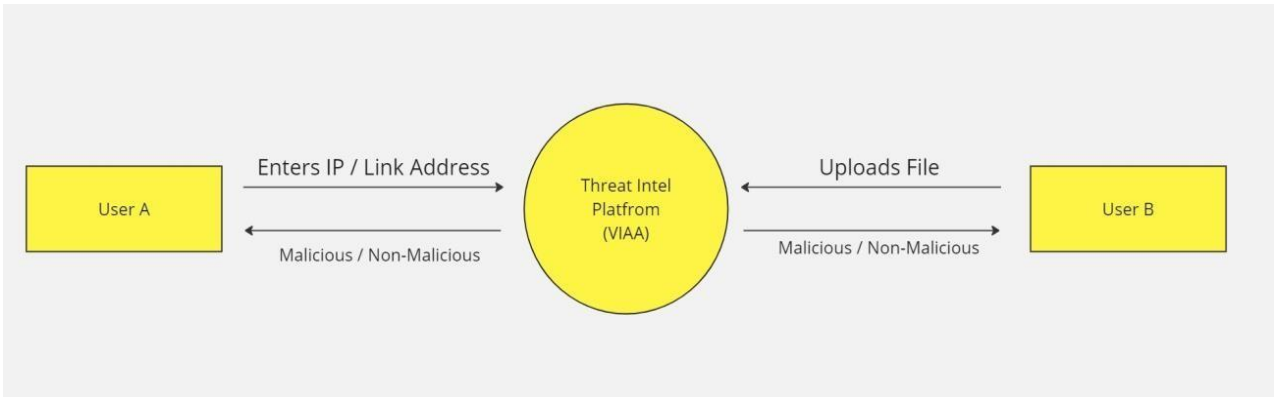 Enters IP / Link Address
Uploads File
User A
Threat Intel
Platfrom
(VIAA)
User B
Malicious / Non-Malicious
Malicious / Non-Malicious